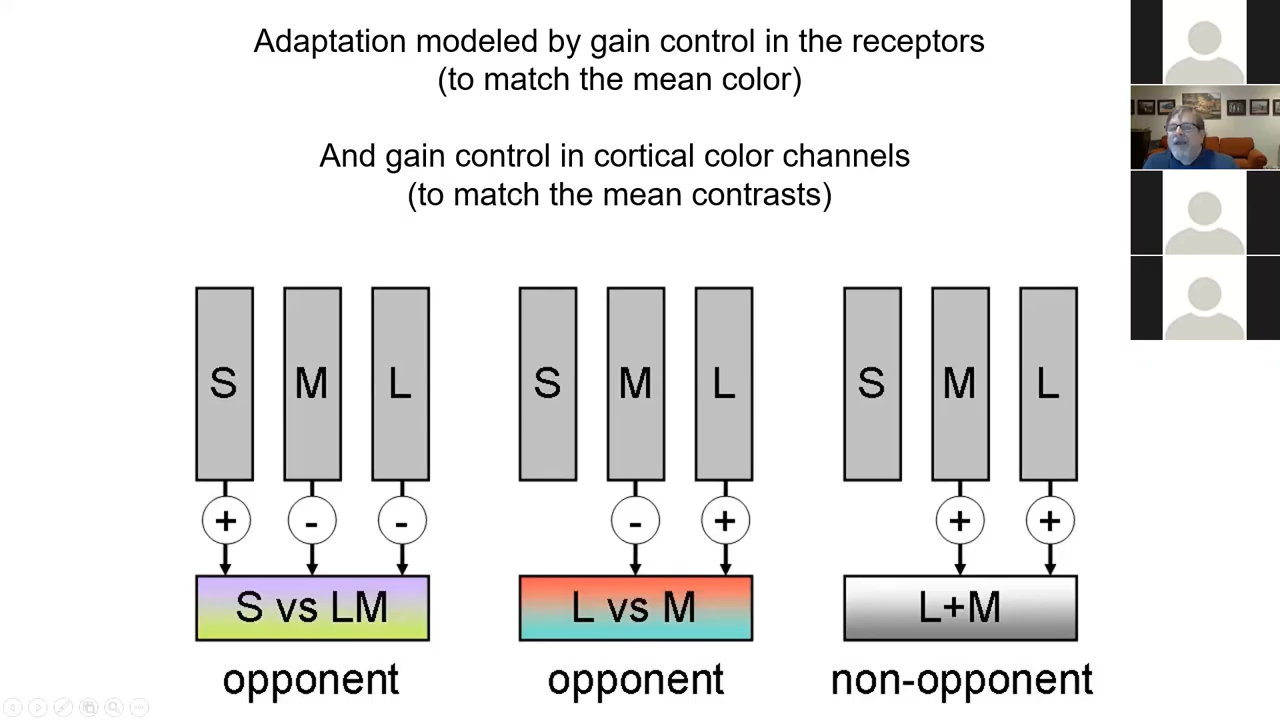 Adaptation modeled by gain control in the receptors
(to match the mean color)
And gain control in cortical color channels
(to match the mean contrasts)
S M L S M L S M L
+ - - - + + +
S vs LM L vs M L+M
opponent opponent non-opponent